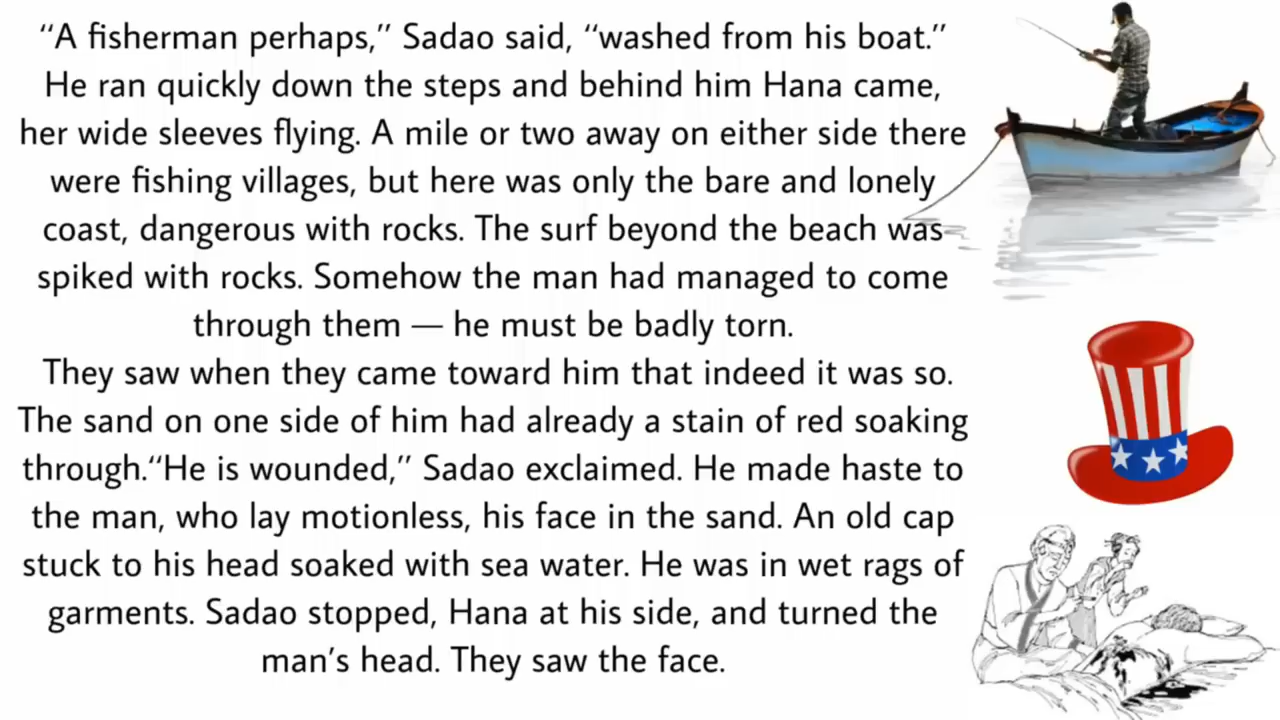 “A fisherman perhaps,” Sadao said, “washed from his boat.”
He ran quickly down the steps and behind him Hana came,
her wide sleeves flying. A mile or two away on either side there
were fishing villages, but here was only the bare and lonely
coast, dangerous with rocks. The surf beyond the beach was
spiked with rocks. Somehow the man had managed to come
through them — he must be badly torn.
They saw when they came toward him that indeed it was so.
The sand on one side of him had already a stain of red soaking
through.“He is wounded,” Sadao exclaimed. He made haste to
the man, who lay motionless, his face in the sand. An old cap
stuck to his head soaked with sea water. He was in wet rags of
garments. Sadao stopped, Hana at his side, and turned the
man’s head. They saw the face.